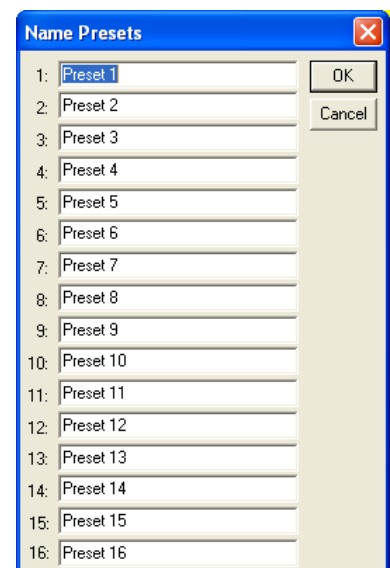 Name Presets
1: Preset 1 OK
2: Preset 2 Cancel
3: Preset 3
4: Preset 4
5: Preset 5
6: Preset 6
7: Preset 7
8: Preset 8
9: Preset 9
10: Preset 10
11: Preset 11
12: Preset 12
13: Preset 13
14: Preset 14
15: Preset 15
16: Preset 16